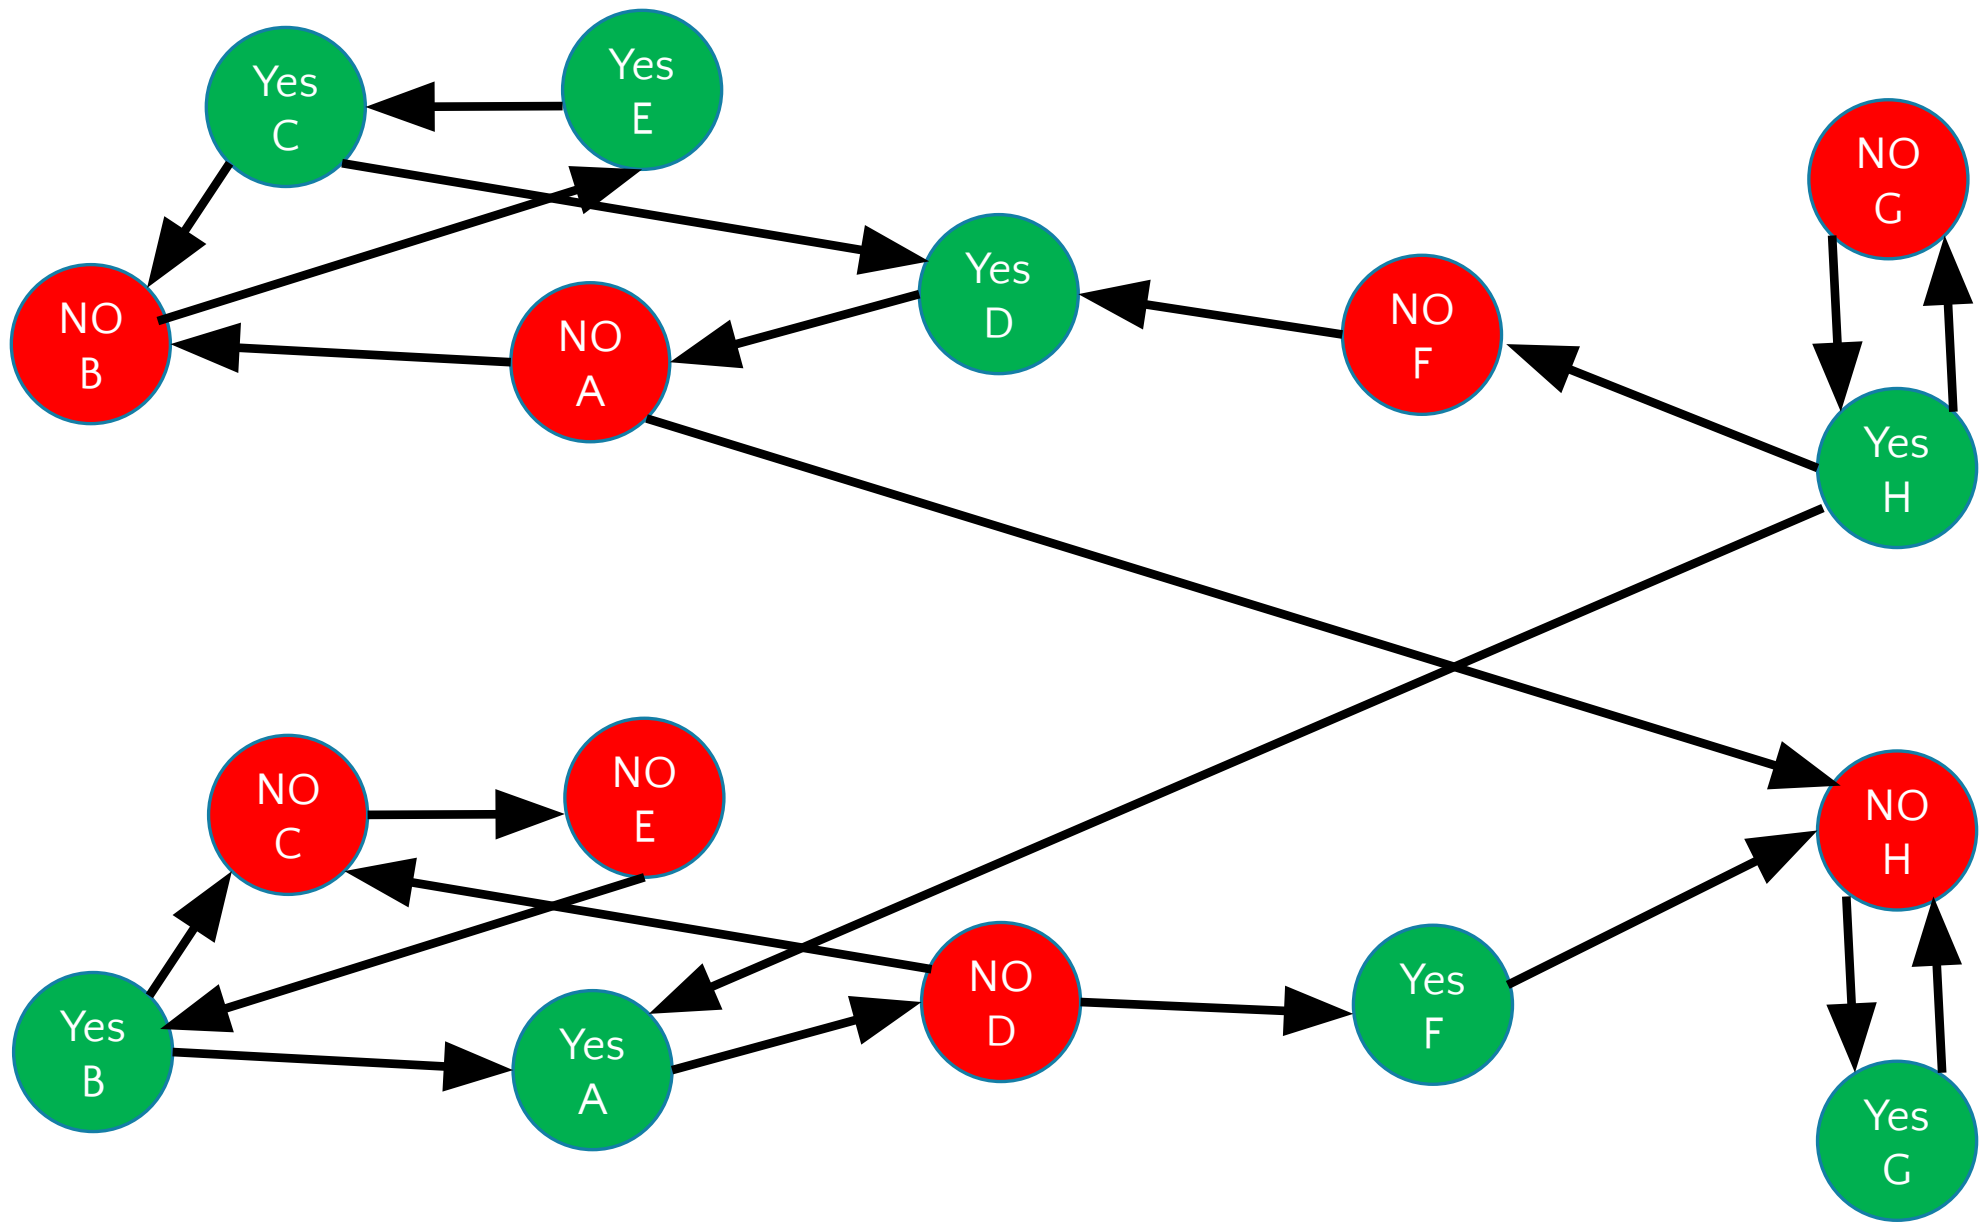 Yes
C
Yes
E
NO
G
NO
B
NO
A
Yes
D
NO
F
Yes
H
NO
C
NO
E
NO
H
Yes
B
Yes
A
NO
D
Yes
F
Yes
G